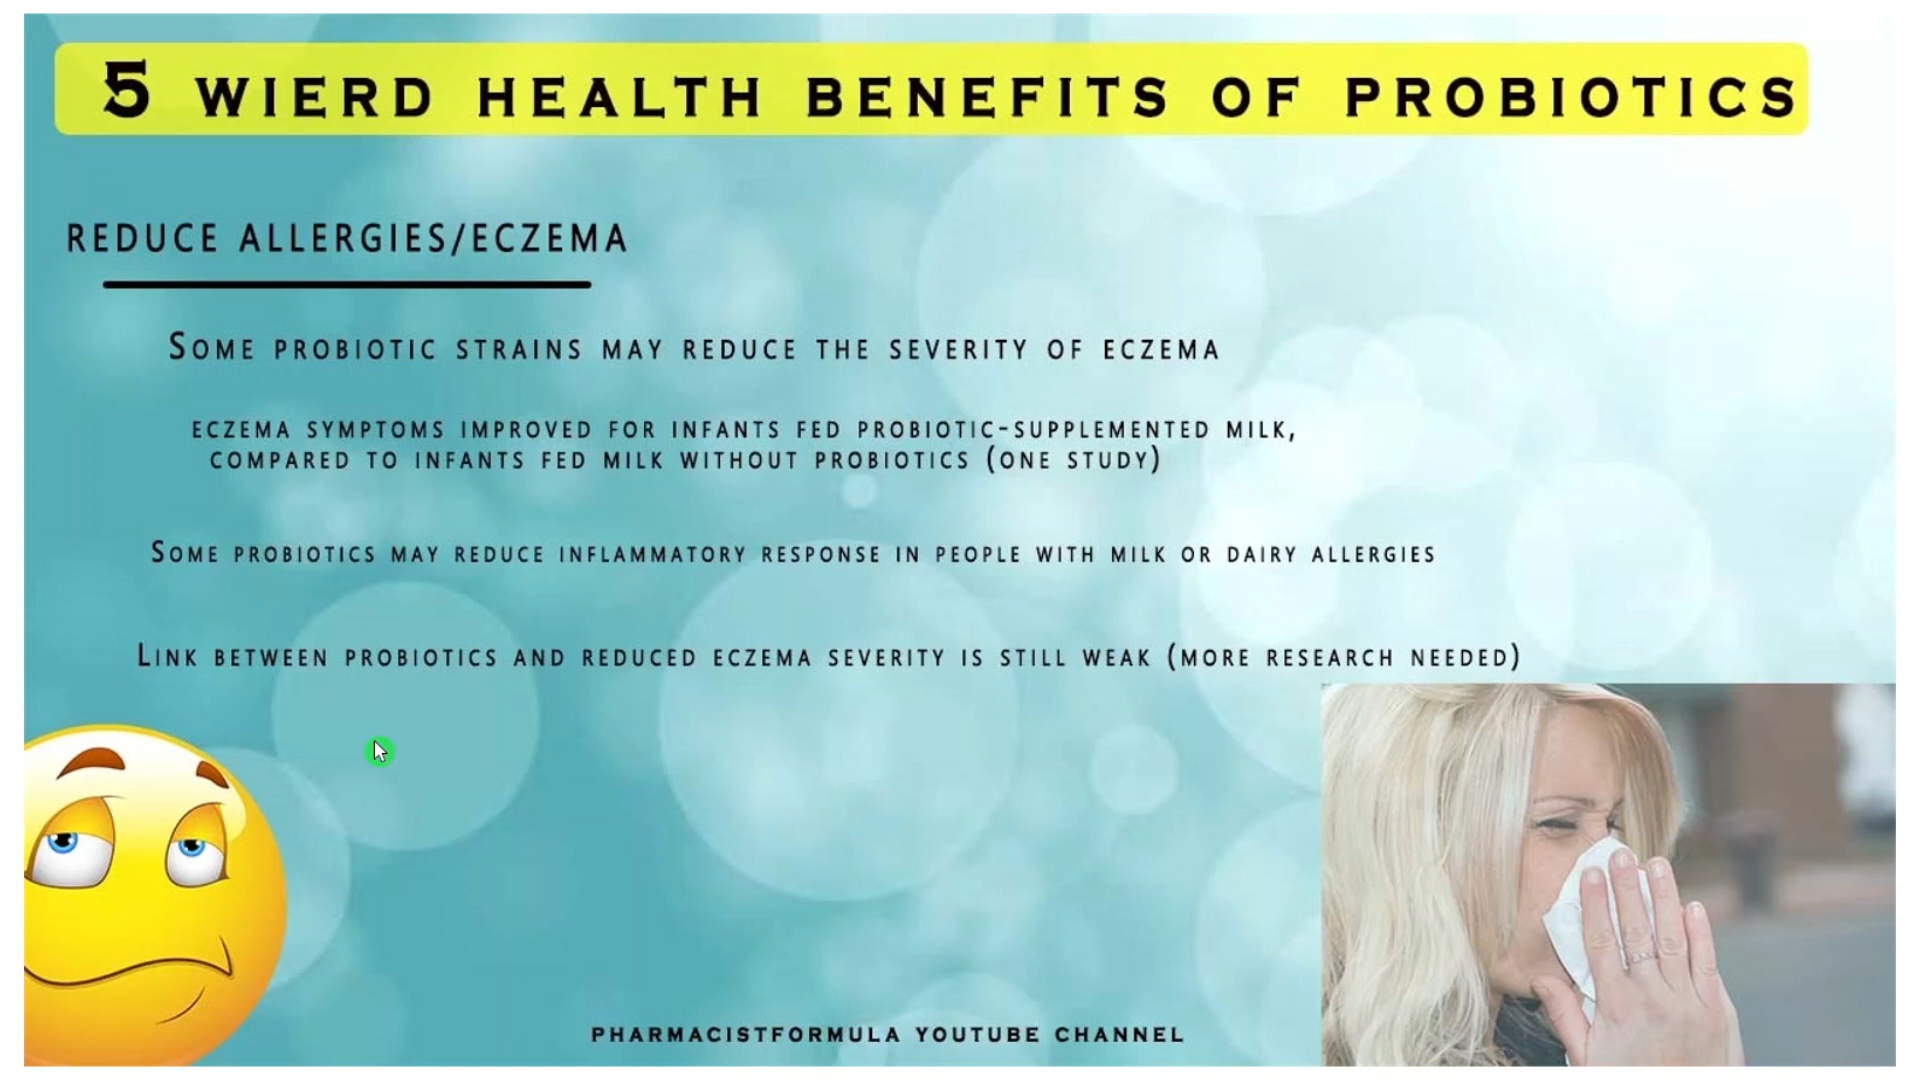 5 WIERD HEALTH BENEFITS OF PROBIOTICS
REDUCE ALLERGIES/ECZEMA
SOME PROBIOTIC STRAINS MAY REDUCE THE SEVERITY OF ECZEMA
ECZEMA SYMPTOMS IMPROVED FOR INFANTS FED PROBIOTIC-SUPPLEMENTED MILK,
COMPARED TO INFANTS FED MILK WITHOUT PROBIOTICS (ONE STUDY)
SOME PROBIOTICS MAY REDUCE INFLAMMATORY RESPONSE IN PEOPLE WITH MILK OR DAIRY ALLERGIES
LINK BETWEEN PROBIOTICS AND REDUCED ECZEMA SEVERITY IS STILL WEAK (MORE RESEARCH NEEDED)
PHARMACISTFORMULA YOUTUBE CHANNEL